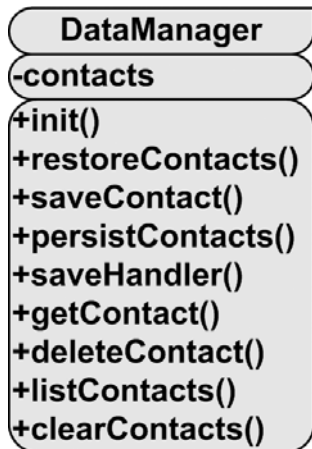 DataManager
-contacts
+init()
+restoreContacts()
+saveContact()
+persistContacts()
+saveHandler()
+getContact()
+deleteContact()
+listContacts()
+clearContacts()